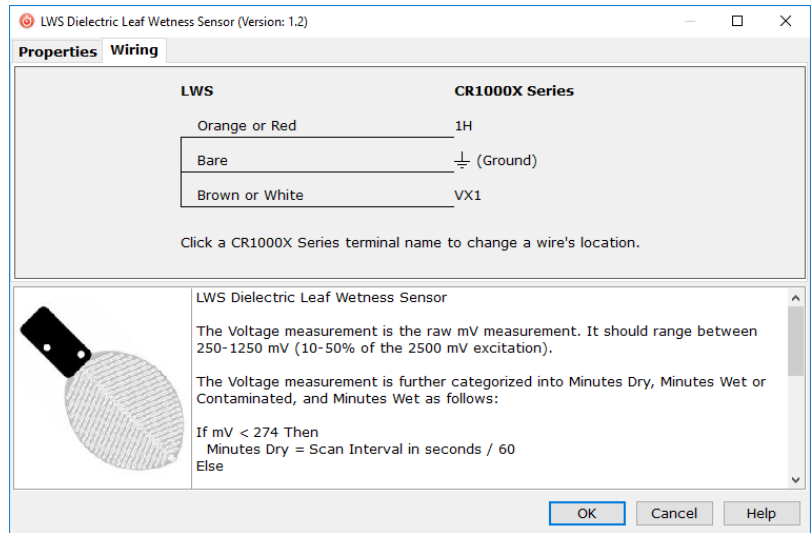 LWS Dielectric Leaf Wetness Sensor (Version: 1.2)
Properties Wiring
LWS CR1000X Series
Orange or Red 1H
Bare ⏚ (Ground)
Brown or White VX1
Click a CR1000X Series terminal name to change a wire's location.
LWS Dielectric Leaf Wetness Sensor
The Voltage measurement is the raw mV measurement. It should range between
250-1250 mV (10-50% of the 2500 mV excitation).
The Voltage measurement is further categorized into Minutes Dry, Minutes Wet or
Contaminated, and Minutes Wet as follows:
If mV < 274 Then
Minutes Dry = Scan Interval in seconds / 60
Else
OK Cancel Help